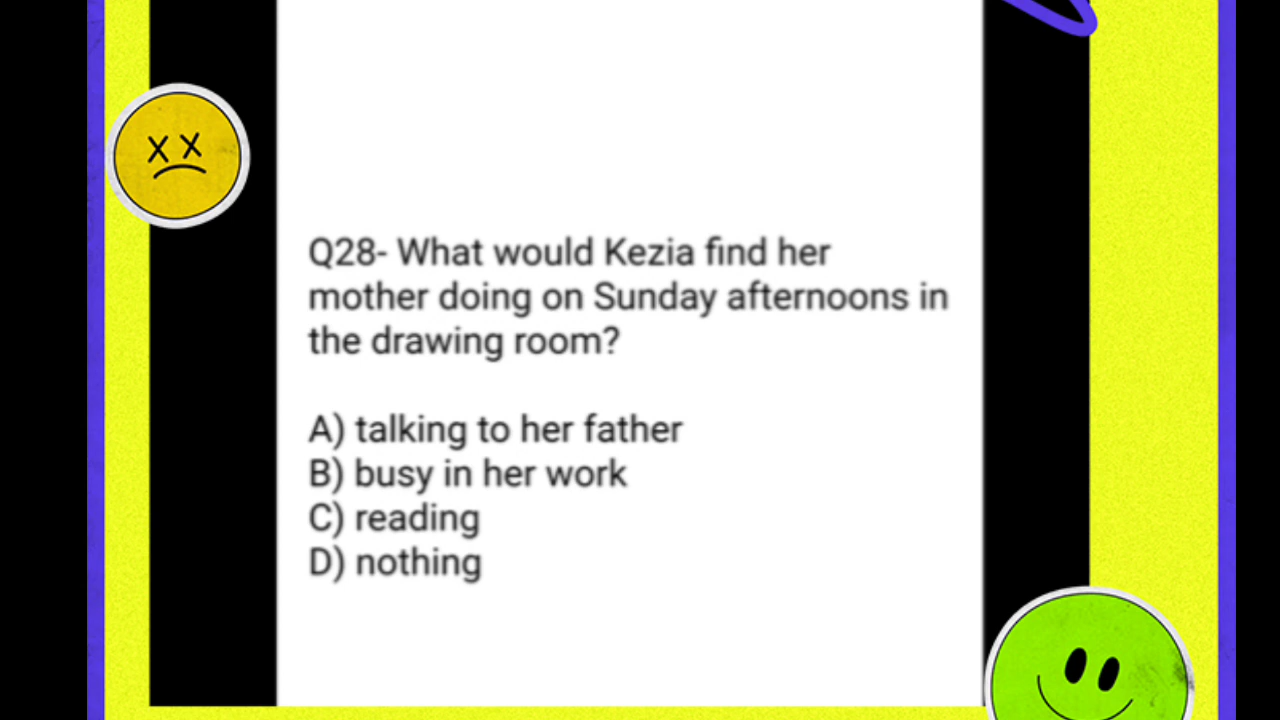 Q28- What would Kezia find her
mother doing on Sunday afternoons in
the drawing room?
A) talking to her father
B) busy in her work
C) reading
D) nothing